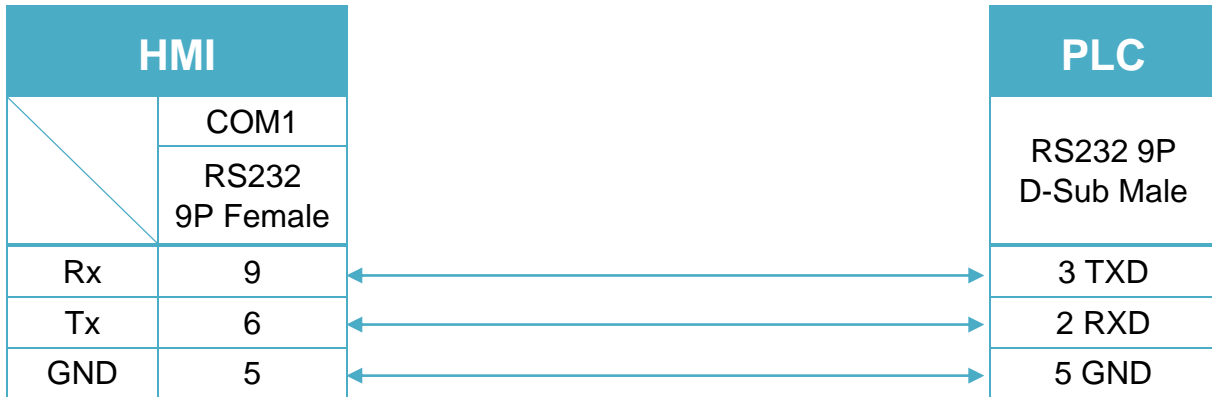 HMI
PLC
COM1
RS232
9P Female
RS232 9P
D-Sub Male
Rx 9 3 TXD
Tx 6 2 RXD
GND 5 5 GND